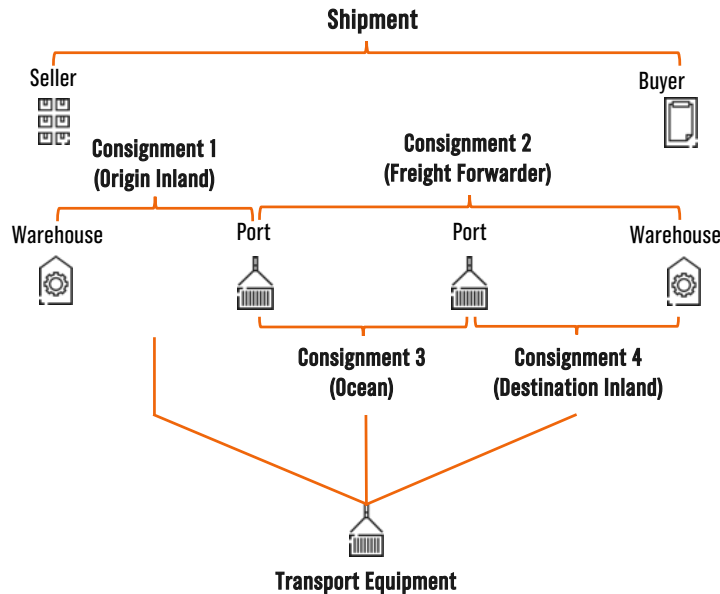 Shipment
Seller
Buyer
Consignment 1
(Origin Inland)
Consignment 2
(Freight Forwarder)
Warehouse
Port
Port
Warehouse
Consignment 3
(Ocean)
Consignment 4
(Destination Inland)
Transport Equipment